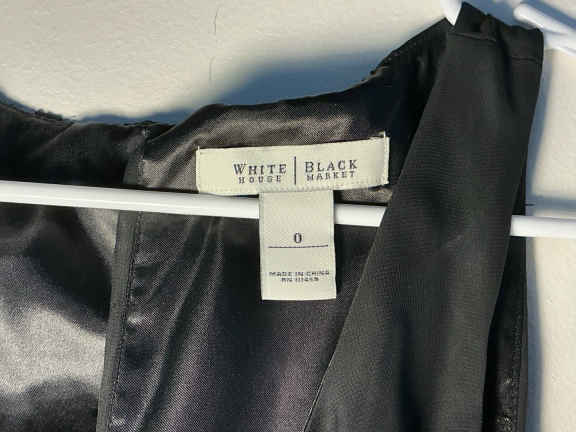 WHITE | BLACK
HOUSE | MARKET
0
MADE IN CHINA